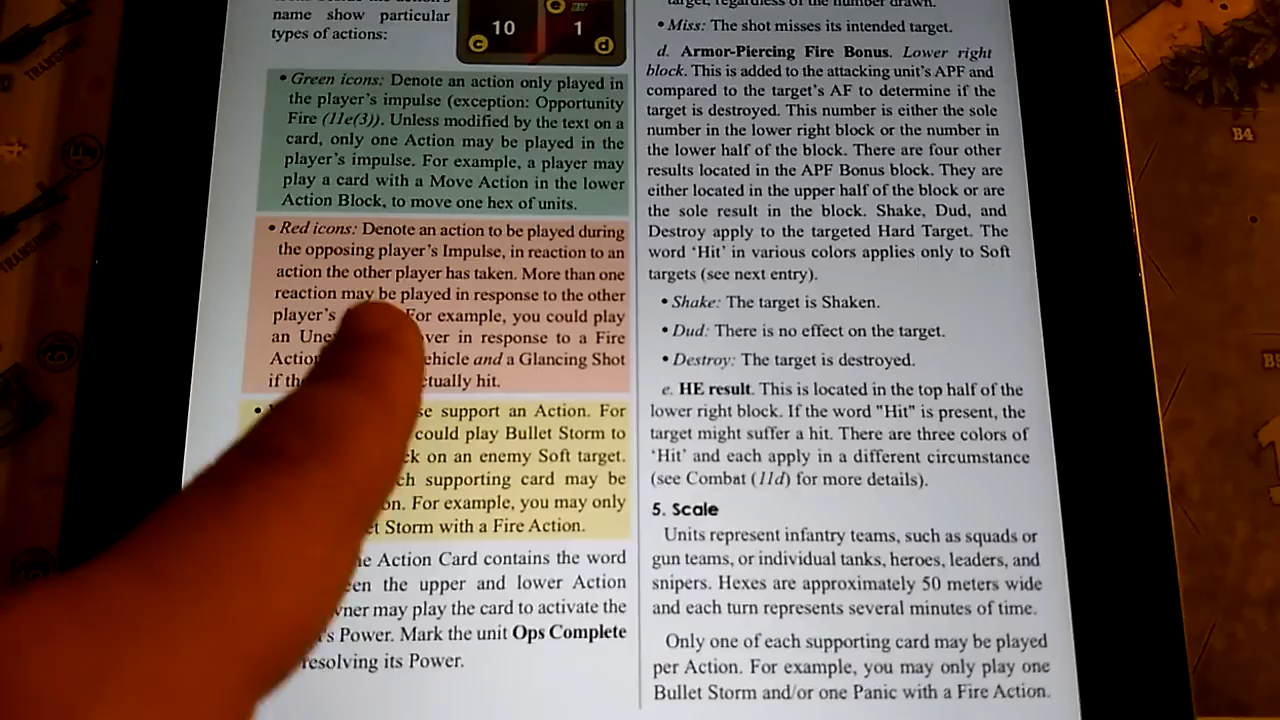 name show particular
types of actions:
10
1
c
d
• Green icons: Denote an action only played in
the player's impulse (exception: Opportunity
Fire (11e(3)). Unless modified by the text on a
card, only one Action may be played in the
player's impulse. For example, a player may
play a card with a Move Action in the lower
Action Block, to move one hex of units.
• Red icons: Denote an action to be played during
the opposing player's Impulse, in reaction to an
action the other player has taken. More than one
reaction may be played in response to the other
player's For example, you could play
an ver in response to a Fire
Action ehicle and a Glancing Shot
if ctually hit.
• se support an Action. For
could play Bullet Storm to
k on an enemy Soft target.
ch supporting card may be
on. For example, you may only
t Storm with a Fire Action.
e Action Card contains the word
en the upper and lower Action
ner may play the card to activate the
's Power. Mark the unit Ops Complete
resolving its Power.
target, regardless of the number drawn.
• Miss: The shot misses its intended target.
d. Armor-Piercing Fire Bonus. Lower right
block. This is added to the attacking unit's APF and
compared to the target's AF to determine if the
target is destroyed. This number is either the sole
number in the lower right block or the number in
the lower half of the block. There are four other
results located in the APF Bonus block. They are
either located in the upper half of the block or are
the sole result in the block. Shake, Dud, and
Destroy apply to the targeted Hard Target. The
word 'Hit' in various colors applies only to Soft
targets (see next entry).
• Shake: The target is Shaken.
• Dud: There is no effect on the target.
• Destroy: The target is destroyed.
e. HE result. This is located in the top half of the
lower right block. If the word "Hit" is present, the
target might suffer a hit. There are three colors of
'Hit' and each apply in a different circumstance
(see Combat (11d) for more details).
5. Scale
Units represent infantry teams, such as squads or
gun teams, or individual tanks, heroes, leaders, and
snipers. Hexes are approximately 50 meters wide
and each turn represents several minutes of time.
Only one of each supporting card may be played
per Action. For example, you may only play one
Bullet Storm and/or one Panic with a Fire Action.
TRANSPORT
TRANSPORT
B4